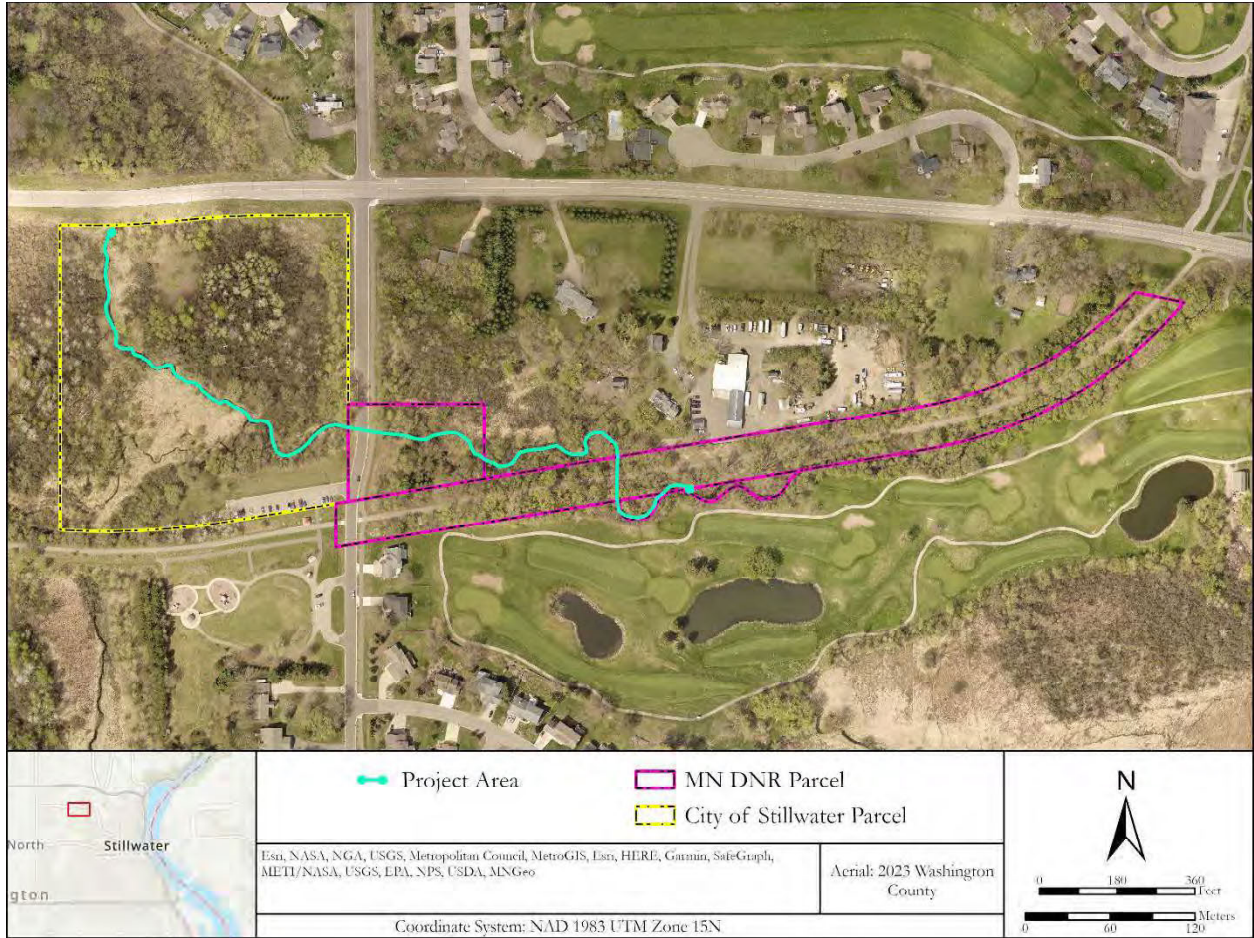 Project Area
MN DNR Parcel
City of Stillwater Parcel
North
Stillwater
gton
Esri, NASA, NGA, USGS, Metropolitan Council, MetroGIS, Esri, HERE, Garmin, SafeGraph,
METI/NASA, USGS, EPA, NPS, USDA, MNGeo
Aerial: 2023 Washington
County
Coordinate System: NAD 1983 UTM Zone 15N
N
0 180 360
Feet
Meters
0 60 120